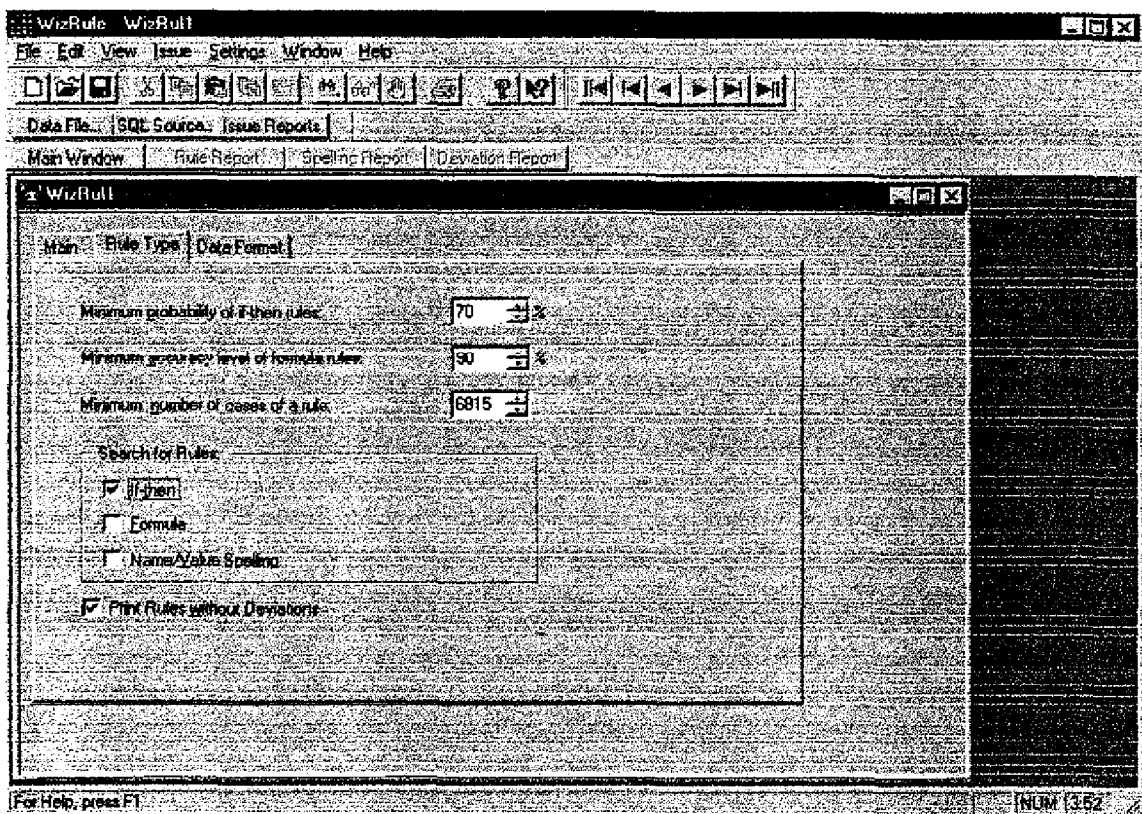 WizRule WizRul1
File Edit View Issue Settings Window Help
Data File... SQL Source... Issue Reports
Main Window Rule Report Spelling Report Deviation Report
WizRul1
Main Rule Type Data Format
Minimum probability of if-then rules: 70 %
Minimum accuracy level of formula rules: 90 %
Minimum number of cases of a rule: 6815
Search for Rules:
If-then
Formula
Name/Value Spelling
Print Rules without Deviations
For Help, press F1 NUM 3:52